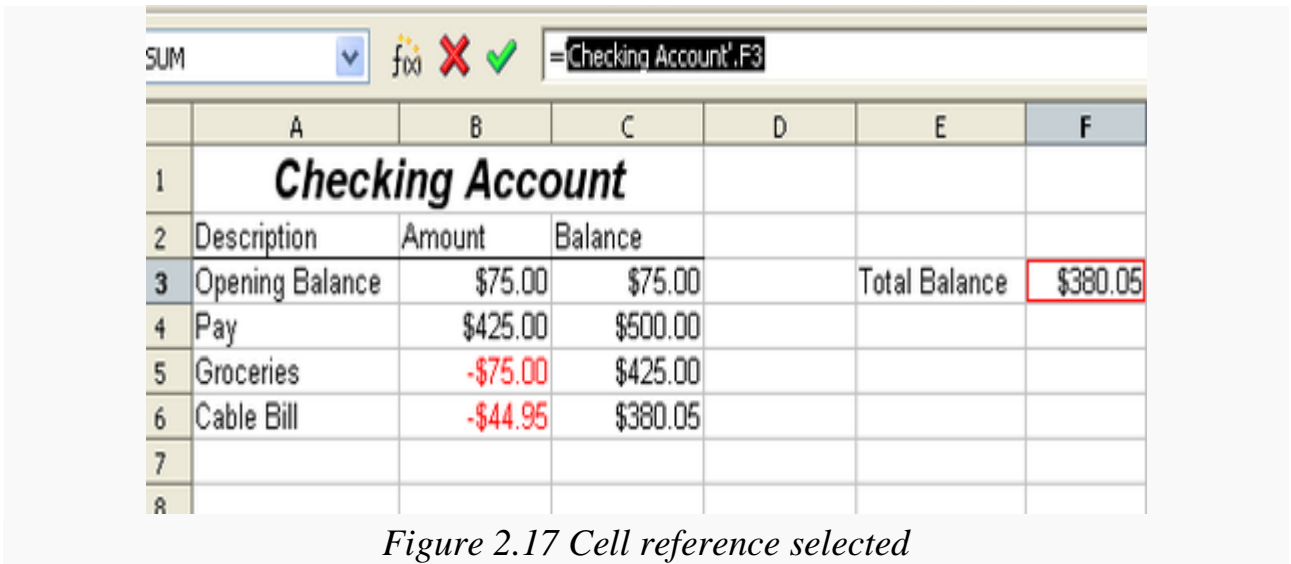 SUM f(x) ='Checking Account'.F3
A B C D E F
1 Checking Account
2 Description Amount Balance
3 Opening Balance $75.00 $75.00 Total Balance $380.05
4 Pay $425.00 $500.00
5 Groceries -$75.00 $425.00
6 Cable Bill -$44.95 $380.05
7
8
Figure 2.17 Cell reference selected